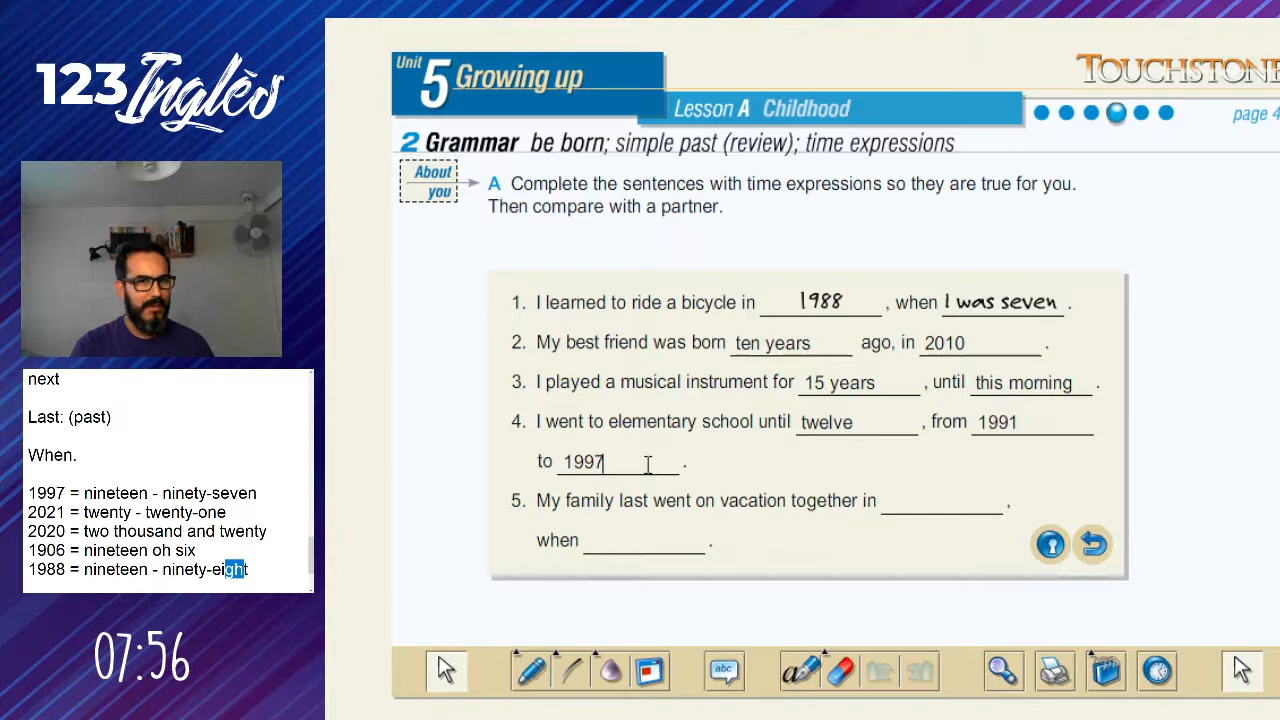 123 Inglès
Unit 5 Growing up
TOUCHSTONE
Lesson A Childhood
page 4
2 Grammar be born; simple past (review); time expressions
About you
A Complete the sentences with time expressions so they are true for you.
Then compare with a partner.
1. I learned to ride a bicycle in 1988, when I was seven.
2. My best friend was born ten years ago, in 2010.
3. I played a musical instrument for 15 years, until this morning.
4. I went to elementary school until twelve, from 1991
to 1997.
5. My family last went on vacation together in ,
when .
next
Last: (past)
When.
1997 = nineteen - ninety-seven
2021 = twenty - twenty-one
2020 = two thousand and twenty
1906 = nineteen oh six
1988 = nineteen - ninety-eight
07:56
abc
a